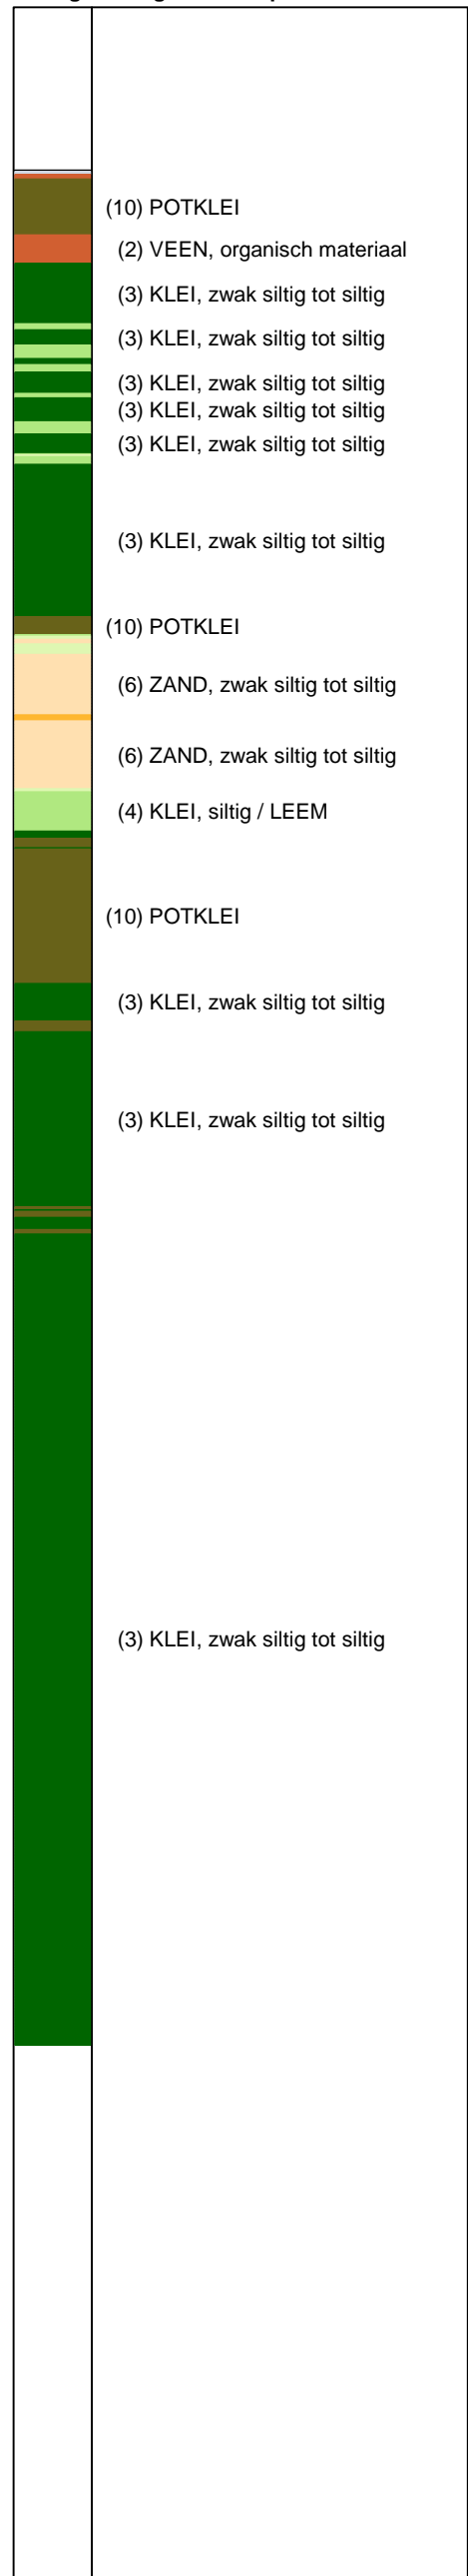 (10) POTKLEI
(2) VEEN, organisch materiaal
(3) KLEI, zwak siltig tot siltig
(3) KLEI, zwak siltig tot siltig
(3) KLEI, zwak siltig tot siltig
(3) KLEI, zwak siltig tot siltig
(3) KLEI, zwak siltig tot siltig
(3) KLEI, zwak siltig tot siltig
(10) POTKLEI
(6) ZAND, zwak siltig tot siltig
(6) ZAND, zwak siltig tot siltig
(4) KLEI, siltig / LEEM
(10) POTKLEI
(3) KLEI, zwak siltig tot siltig
(3) KLEI, zwak siltig tot siltig
(3) KLEI, zwak siltig tot siltig